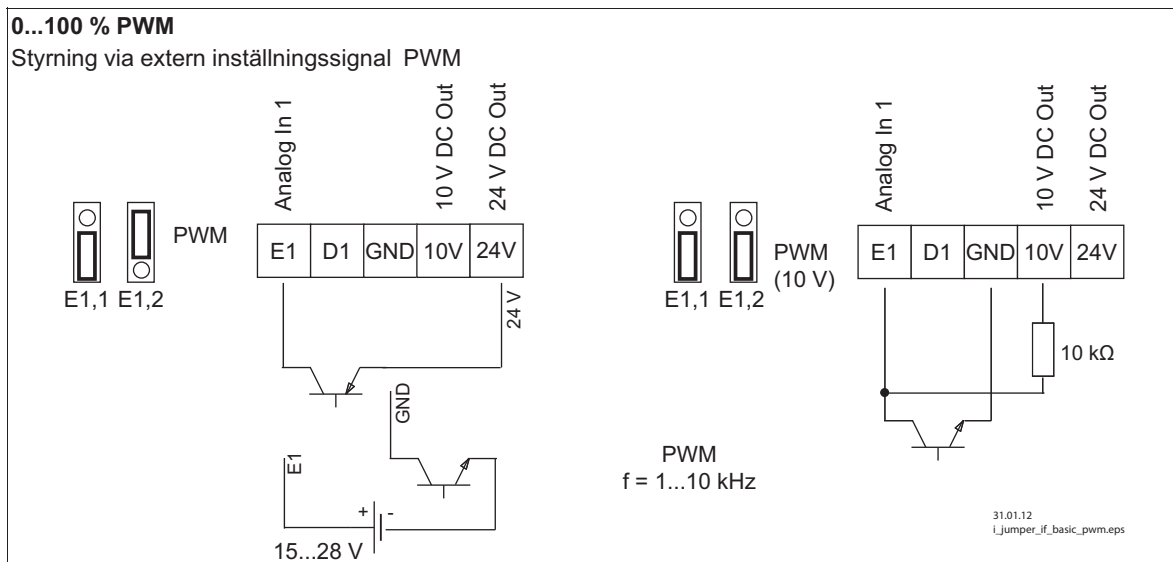 0...100 % PWM
Styrning via extern inställningssignal PWM
Analog In 1
10 V DC Out
24 V DC Out
PWM
E1 D1 GND 10V 24V
E1,1 E1,2
24 V
GND
E1
+ -
15...28 V
Analog In 1
10 V DC Out
24 V DC Out
PWM
(10 V)
E1 D1 GND 10V 24V
E1,1 E1,2
10 kΩ
PWM
f = 1...10 kHz
31.01.12
i_jumper_if_basic_pwm.eps